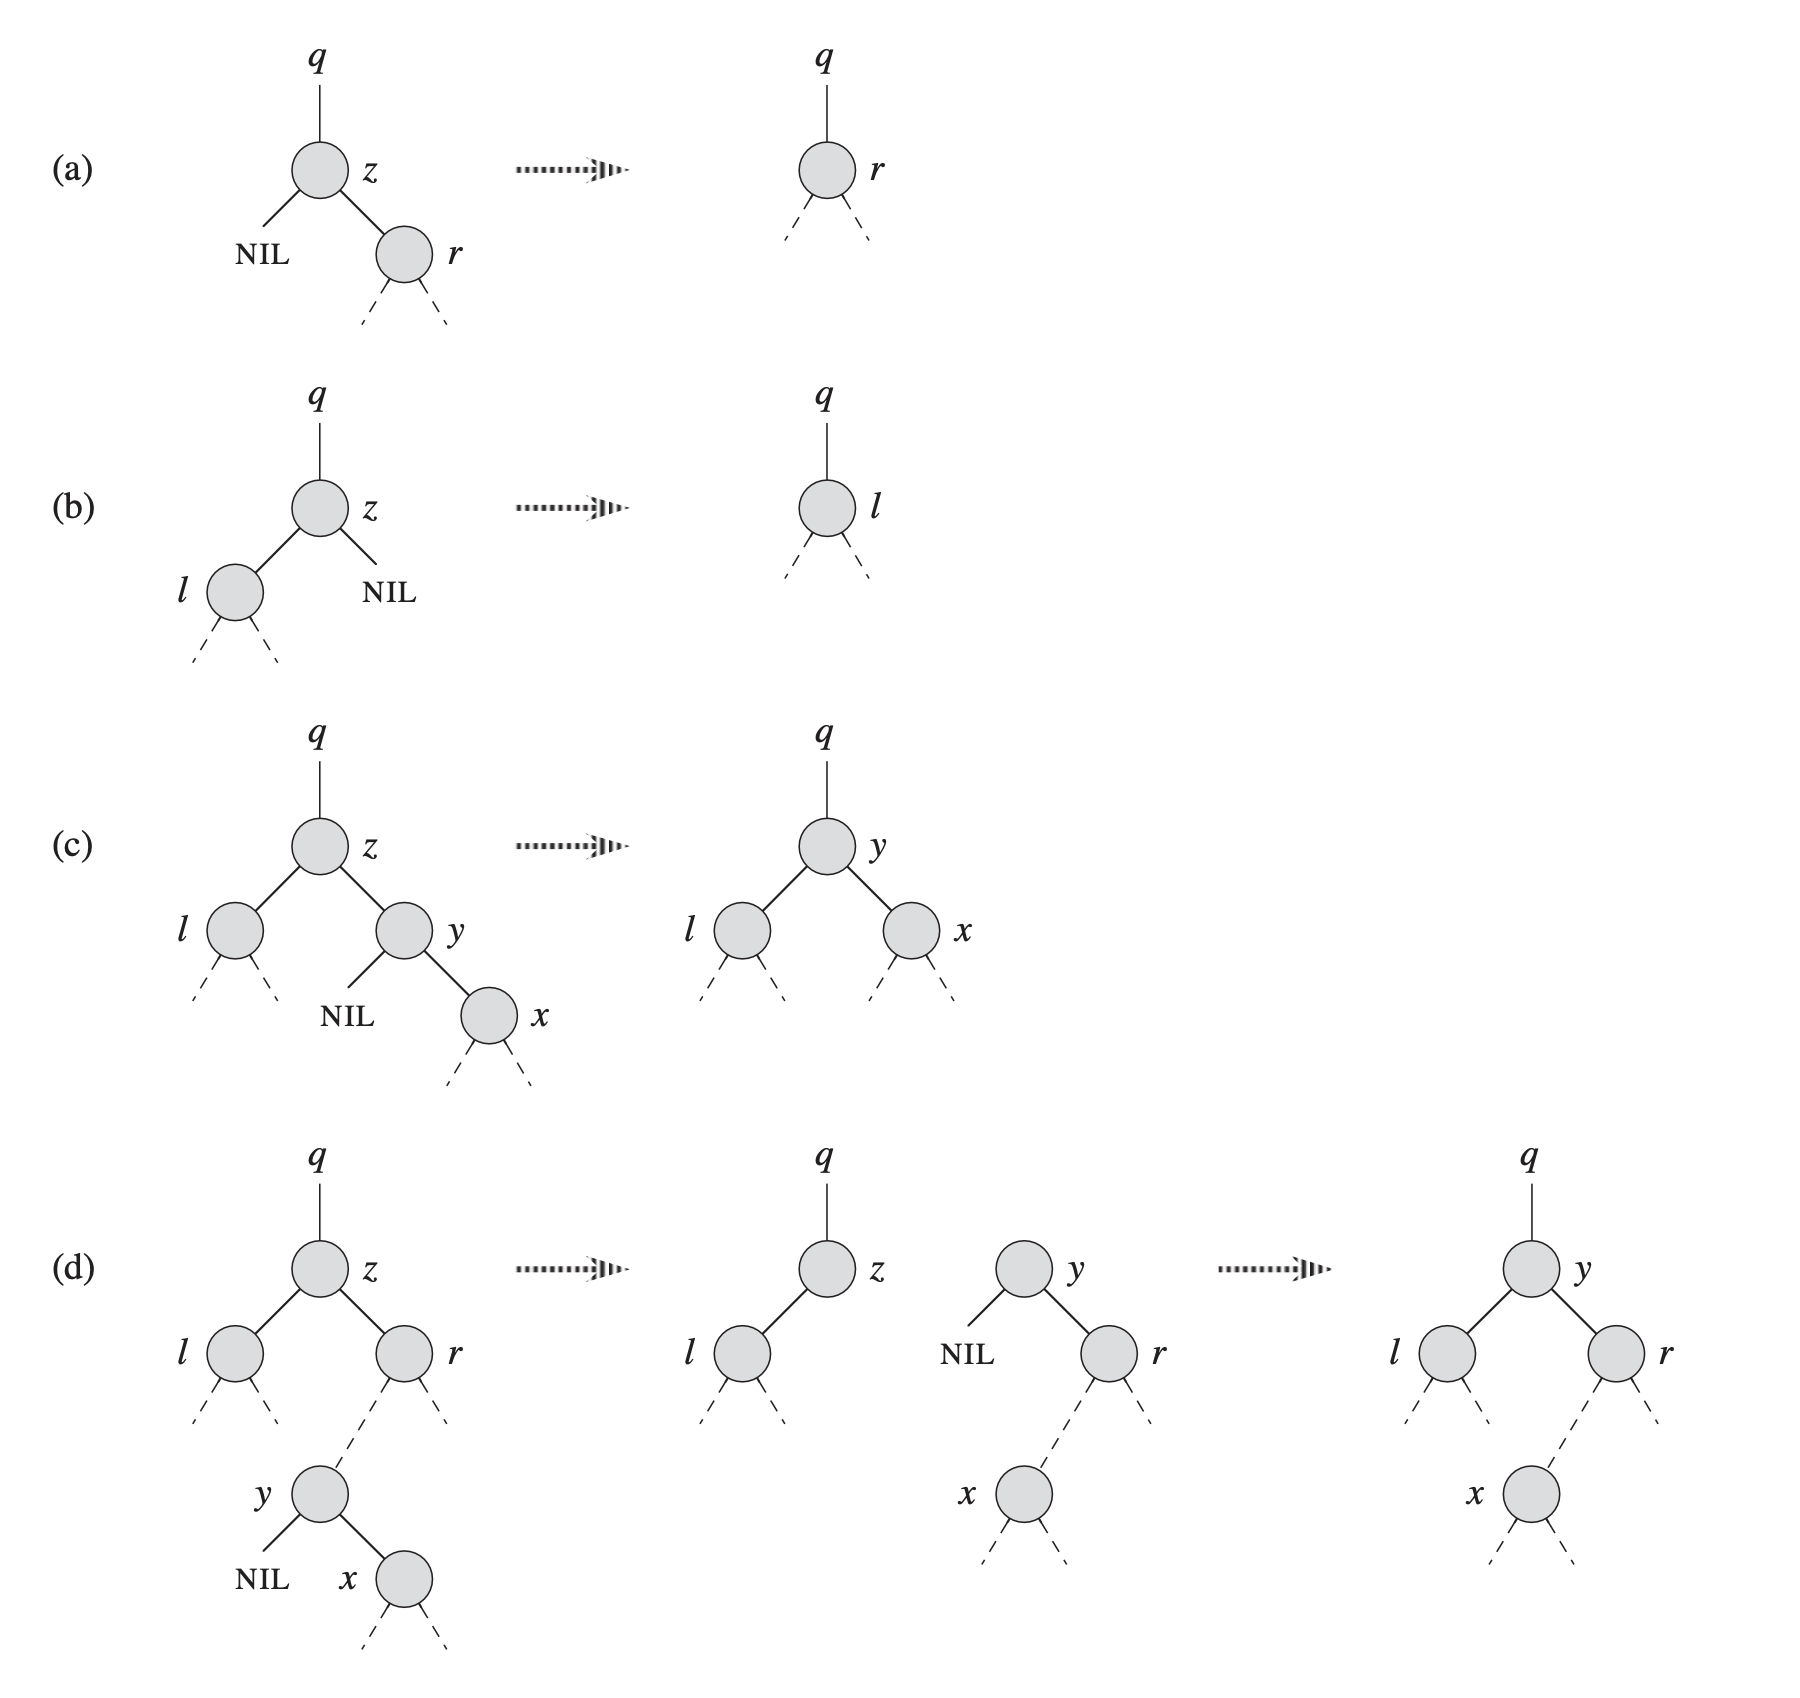 q q
(a) z r
NIL r
q q
(b) z l
l NIL
q q
(c) z y
l y l x
NIL x
q q q
(d) z z y y
l r l NIL r l r
y x x
NIL x